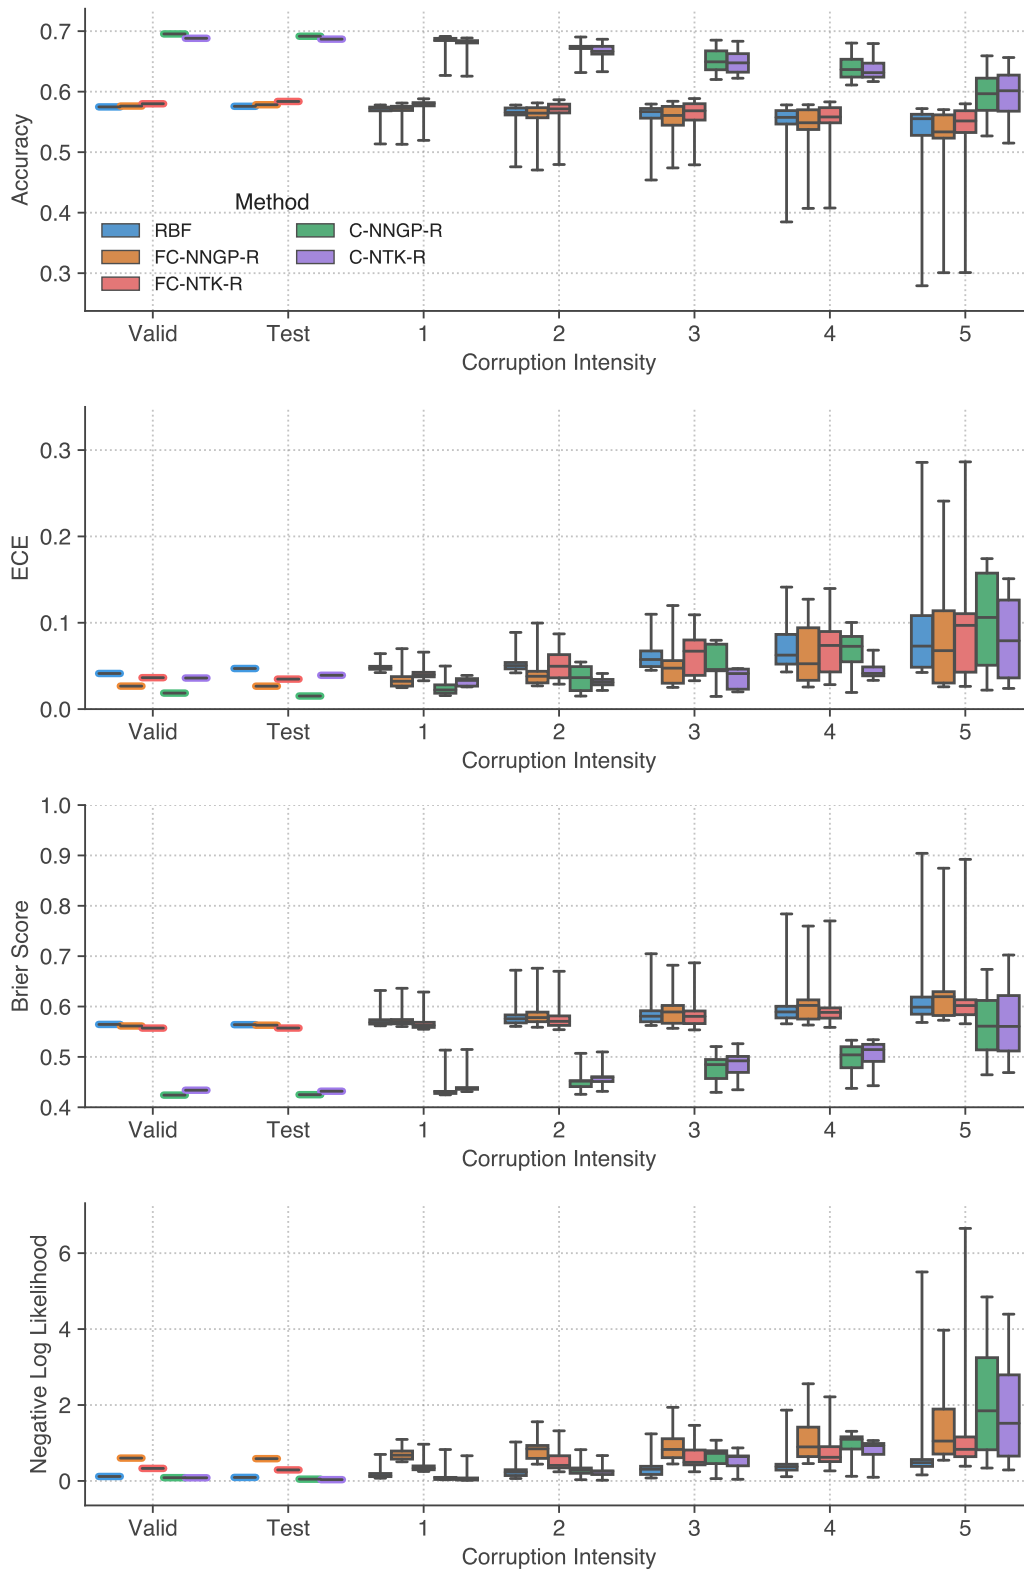 0.7
0.6
0.5
0.4
0.3
Accuracy
Method
RBF
FC-NNGP-R
FC-NTK-R
C-NNGP-R
C-NTK-R
Valid Test 1 2 3 4 5
Corruption Intensity
0.3
0.2
0.1
0.0
ECE
Valid Test 1 2 3 4 5
Corruption Intensity
1.0
0.9
0.8
0.7
0.6
0.5
0.4
Brier Score
Valid Test 1 2 3 4 5
Corruption Intensity
6
4
2
0
Negative Log Likelihood
Valid Test 1 2 3 4 5
Corruption Intensity